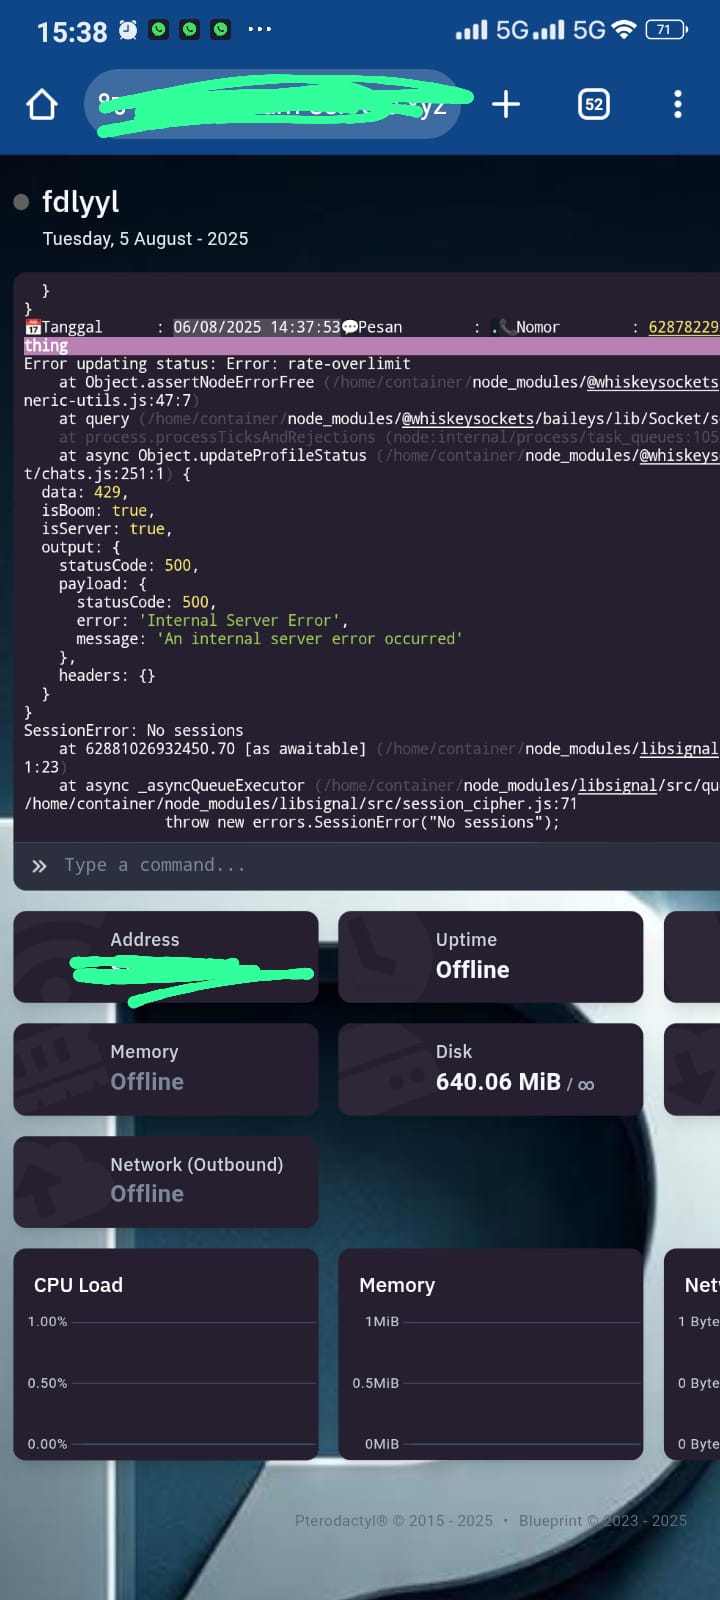 15:38
5G 5G 71
yz
52
fdlyyl
Tuesday, 5 August - 2025
}
}
📅Tanggal : 06/08/2025 14:37:53💬Pesan : .📞Nomor : 62878229
thing
Error updating status: Error: rate-overlimit
at Object.assertNodeErrorFree (/home/container/node_modules/@whiskeysockets
neric-utils.js:47:7)
at query (/home/container/node_modules/@whiskeysockets/baileys/lib/Socket/s
at process.processTicksAndRejections (node:internal/process/task_queues:105
at async Object.updateProfileStatus (/home/container/node_modules/@whiskeys
t/chats.js:251:1) {
data: 429,
isBoom: true,
isServer: true,
output: {
statusCode: 500,
payload: {
statusCode: 500,
error: 'Internal Server Error',
message: 'An internal server error occurred'
},
headers: {}
}
}
SessionError: No sessions
at 62881026932450.70 [as awaitable] (/home/container/node_modules/libsignal
1:23)
at async _asyncQueueExecutor (/home/container/node_modules/libsignal/src/qu
/home/container/node_modules/libsignal/src/session_cipher.js:71
throw new errors.SessionError("No sessions");
» Type a command...
Address
Uptime
Offline
Memory
Offline
Disk
640.06 MiB / ∞
Network (Outbound)
Offline
CPU Load
1.00%
0.50%
0.00%
Memory
1MiB
0.5MiB
0MiB
Net
1 Byte
0 Byte
0 Byte
Pterodactyl® © 2015 - 2025 • Blueprint © 2023 - 2025